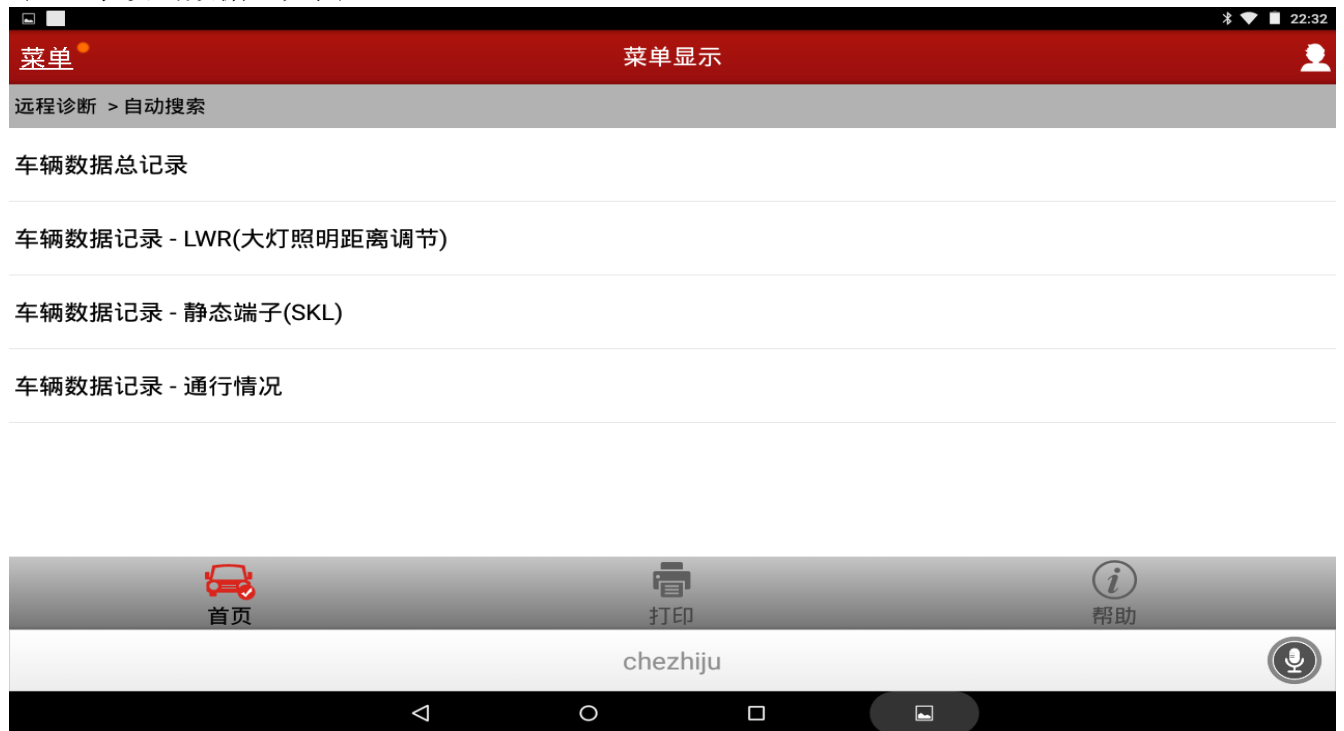 22:32
菜单
菜单显示
远程诊断 > 自动搜索
车辆数据总记录
车辆数据记录 - LWR(大灯照明距离调节)
车辆数据记录 - 静态端子(SKL)
车辆数据记录 - 通行情况
首页
打印
帮助
chezhiju